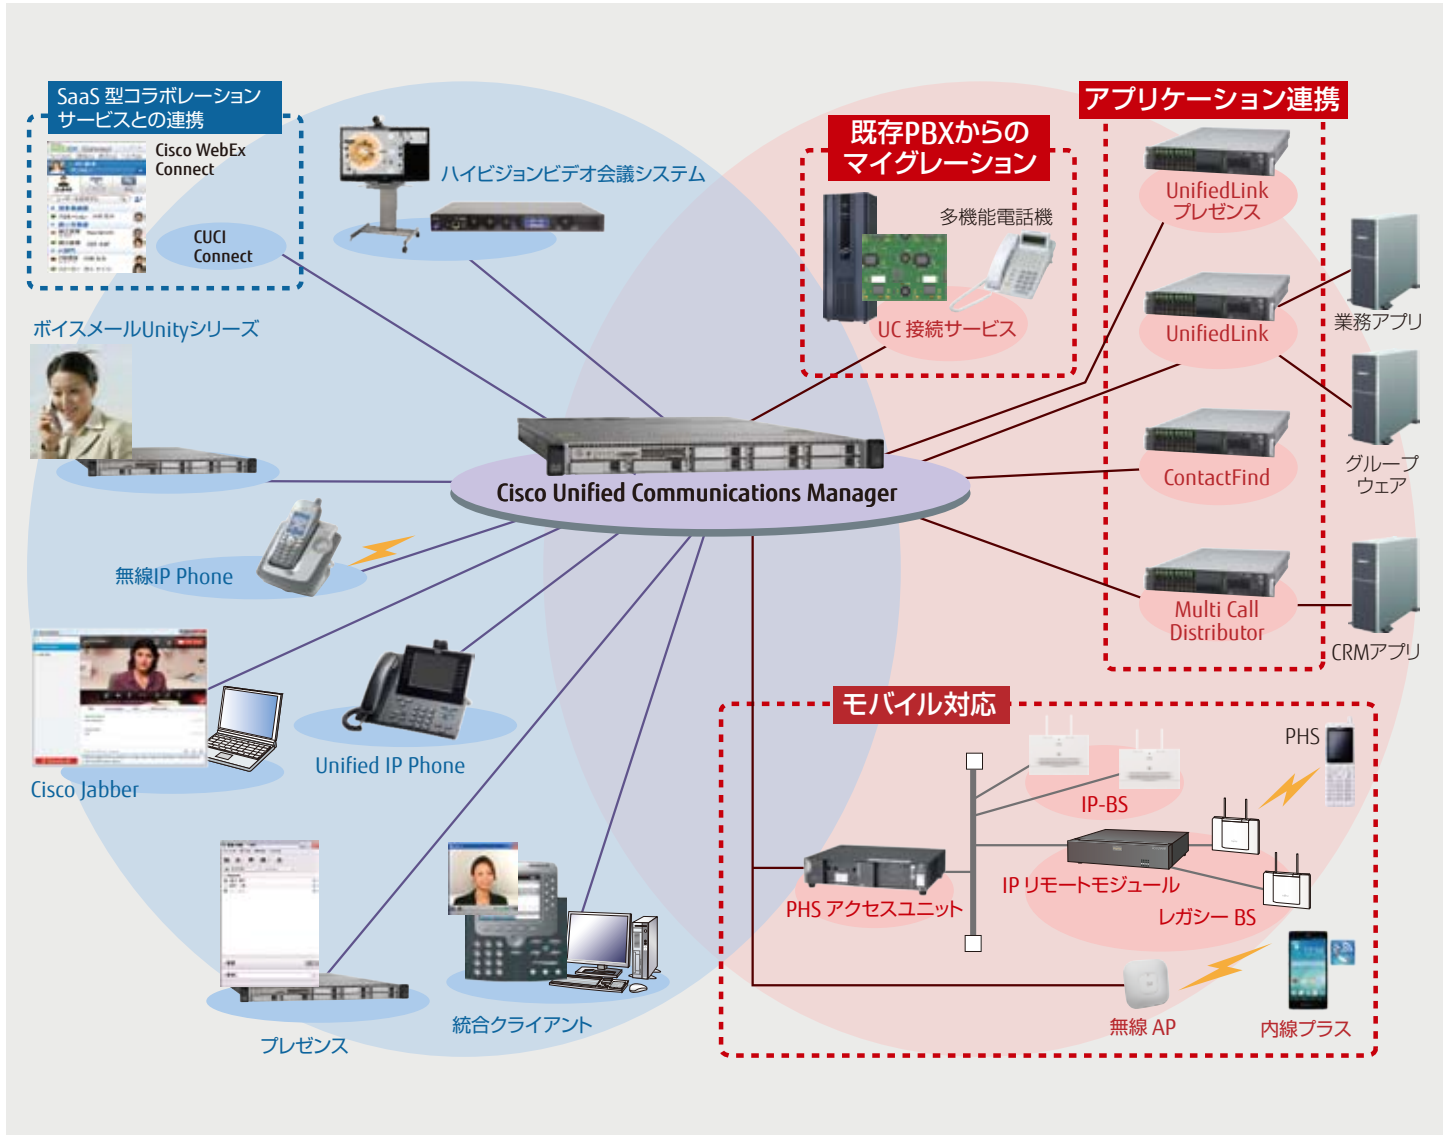 SaaS 型コラボレーション
サービスとの連携
Cisco WebEx
Connect
CUCI
Connect
ハイビジョンビデオ会議システム
ボイスメールUnityシリーズ
無線IP Phone
Cisco Jabber
Unified IP Phone
プレゼンス
統合クライアント
Cisco Unified Communications Manager
既存PBXからの
マイグレーション
多機能電話機
UC 接続サービス
アプリケーション連携
UnifiedLink
プレゼンス
UnifiedLink
ContactFind
Multi Call
Distributor
業務アプリ
グループ
ウェア
CRMアプリ
モバイル対応
PHS
IP-BS
IP リモートモジュール
PHS アクセスユニット
レガシー BS
無線 AP
内線プラス